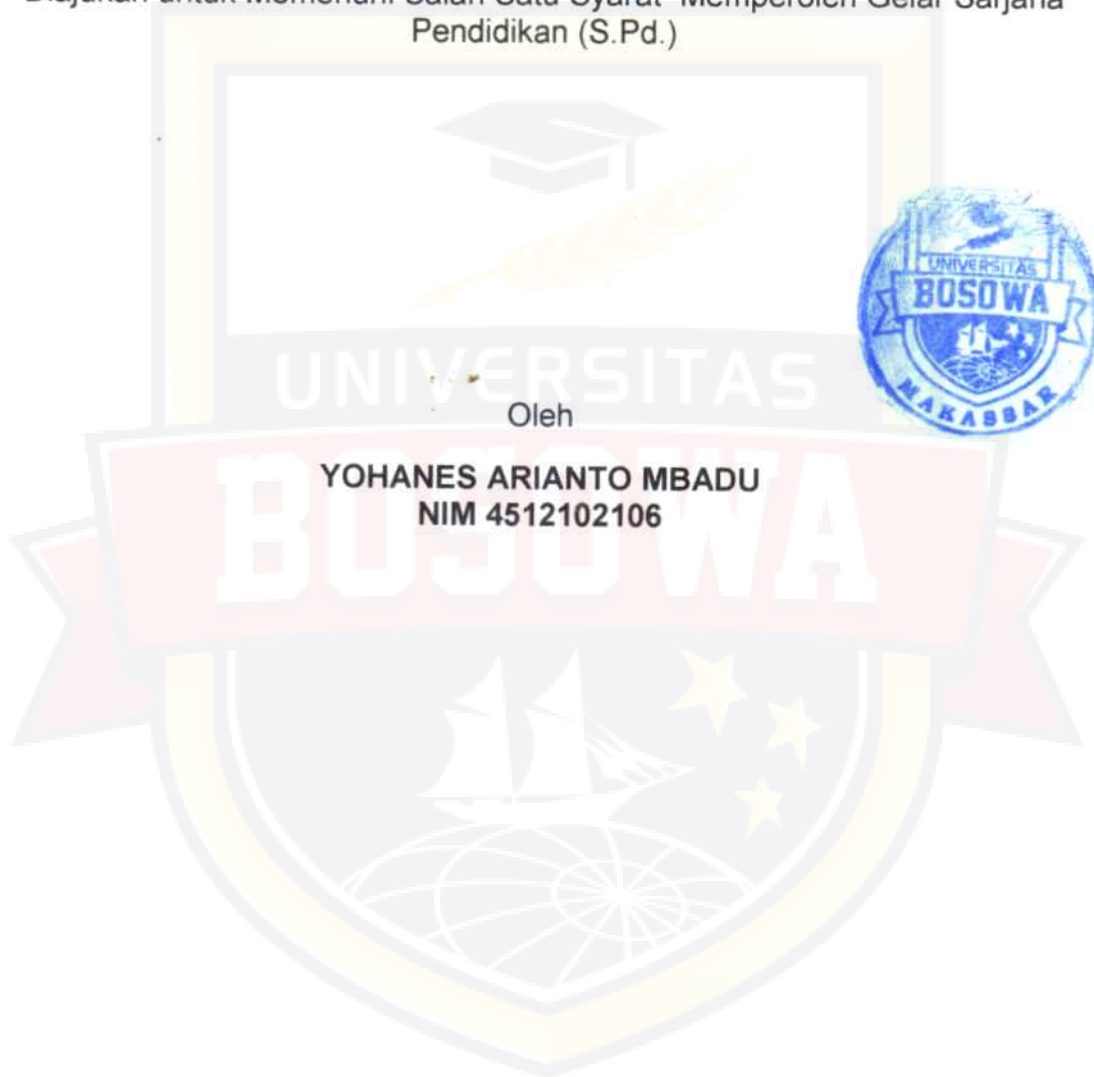 Diajukan untuk Memenuhi Salah Satu Syarat Memperoleh Gelar Sarjana
Pendidikan (S.Pd.)
UNIVERSITAS
BOSOWA
MAKASSAR
UNIVERSITAS
Oleh
YOHANES ARIANTO MBADU
NIM 4512102106
BOSOWA